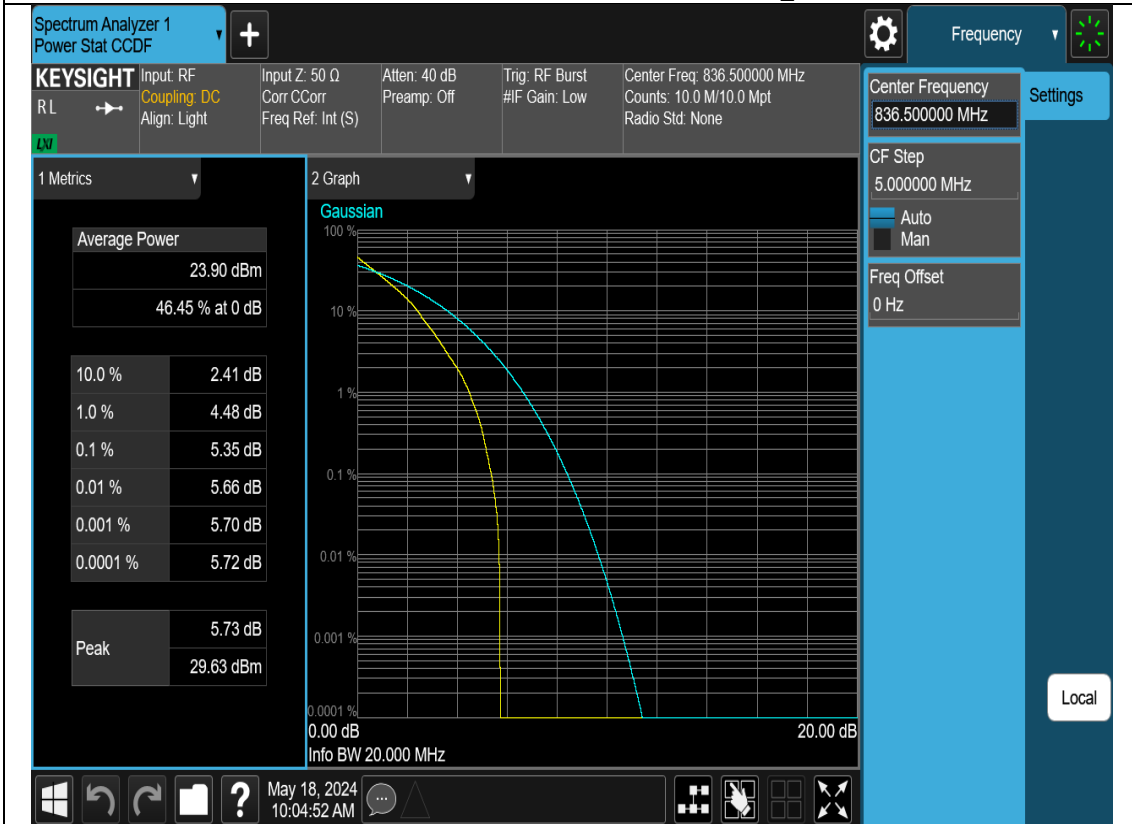 Spectrum Analyzer 1
Power Stat CCDF
Frequency
KEYSIGHT
RL
LXI
Input: RF
Coupling: DC
Align: Light
Input Z: 50 Ω
Corr CCorr
Freq Ref: Int (S)
Atten: 40 dB
Preamp: Off
Trig: RF Burst
#IF Gain: Low
Center Freq: 836.500000 MHz
Counts: 10.0 M/10.0 Mpt
Radio Std: None
Center Frequency
836.500000 MHz
Settings
CF Step
5.000000 MHz
Auto
Man
Freq Offset
0 Hz
Local
1 Metrics
Average Power
23.90 dBm
46.45 % at 0 dB
10.0 % 2.41 dB
1.0 % 4.48 dB
0.1 % 5.35 dB
0.01 % 5.66 dB
0.001 % 5.70 dB
0.0001 % 5.72 dB
Peak 5.73 dB
29.63 dBm
2 Graph
Gaussian
100 %
10 %
1 %
0.1 %
0.01 %
0.001 %
0.0001 %
0.00 dB 20.00 dB
Info BW 20.000 MHz
?
May 18, 2024
10:04:52 AM